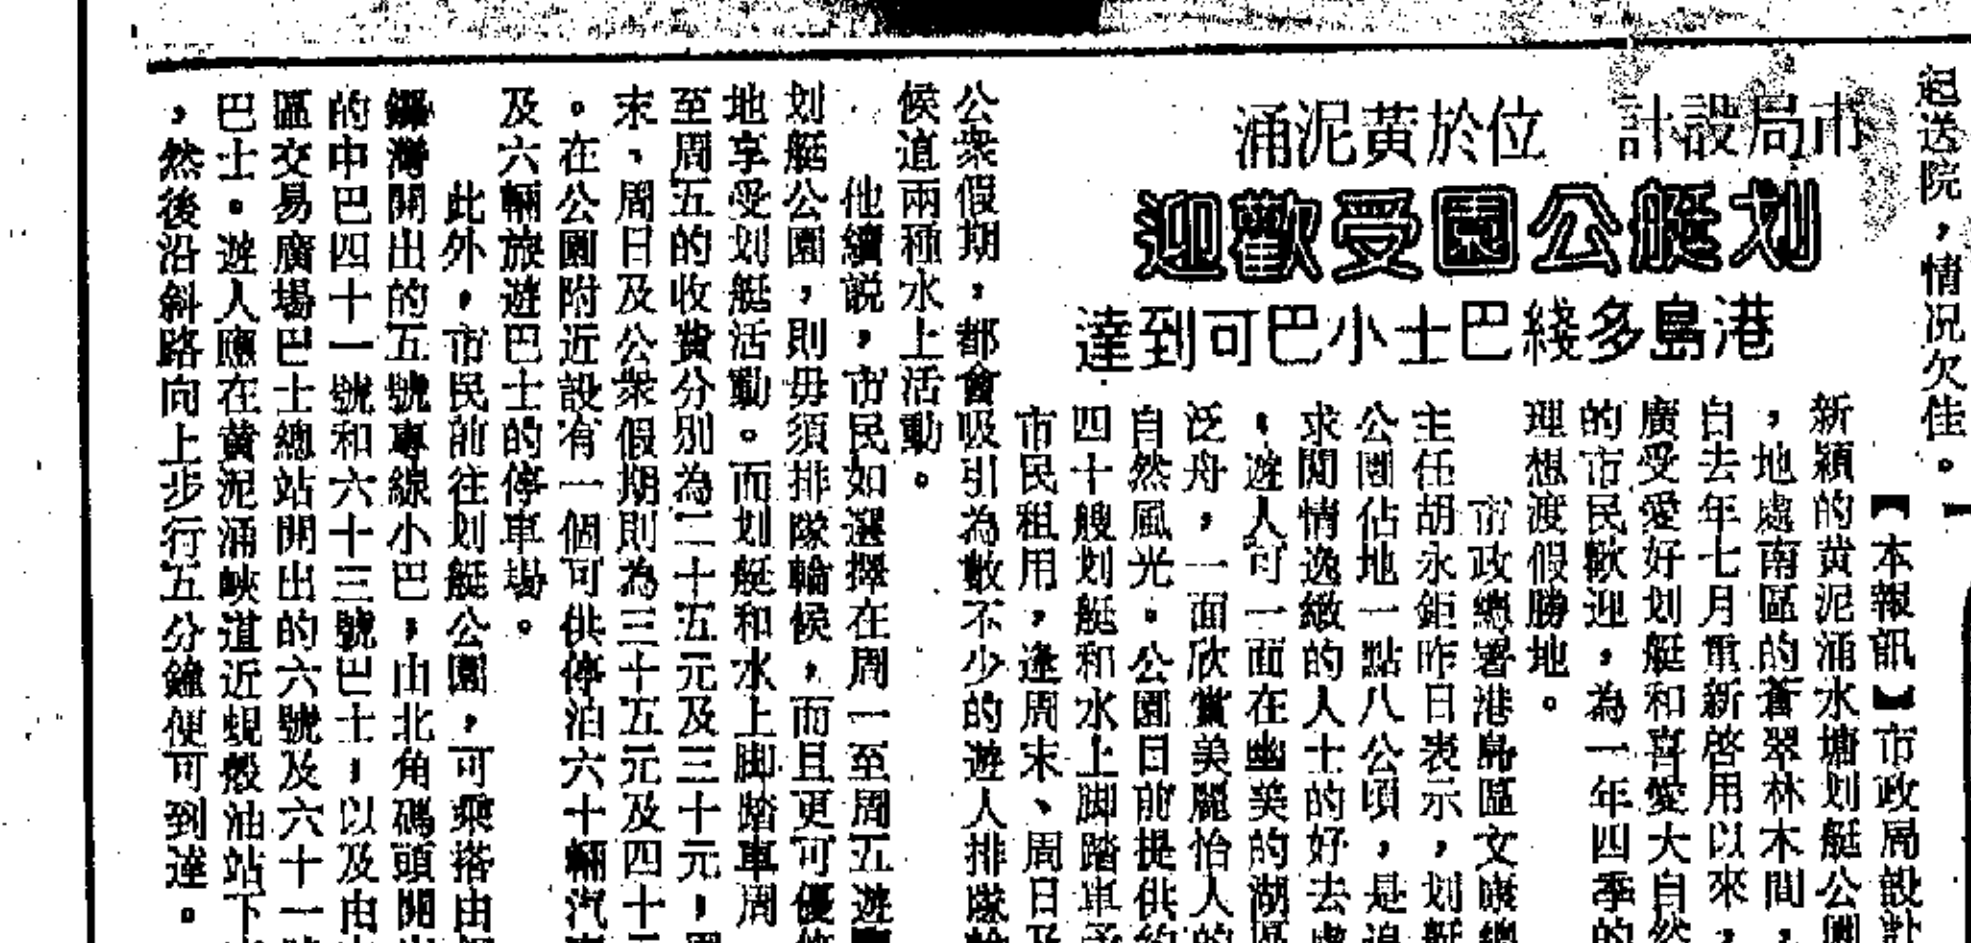 起送院，情況欠佳。
市局設計　位於黃泥涌
划艇公園受歡迎
港島多綫巴士小巴可到達
【本報訊】市政局設計
新穎的黃泥涌水塘划艇公園
，地處南區的蒼翠林木間，
自去年七月重新啓用以來，
廣受愛好划艇和喜愛大自然
的市民歡迎，為一年四季的
理想渡假勝地。
市政總署港島區文康總
主任胡永鉅昨日表示，划艇
公園佔地一點八公頃，是追
求閒情逸緻的人士的好去處
，遊人可一面在幽美的湖區
泛舟，一面欣賞美麗怡人的
自然風光。公園目前提供約
四十艘划艇和水上脚踏車予
市民租用，逢周末、周日及
公衆假期，都會吸引為數不少的遊人排隊輪
候道兩種水上活動。
他續説，市民如選擇在周一至周五遊
划艇公園，則毋須排隊輪候，而且更可優
地享受划艇活動。而划艇和水上脚踏車周
至周五的收費分別為二十五元及三十元，周
末、周日及公衆假期則為三十五元及四十元
。在公園附近設有一個可供停泊六十輛汽
及六輛旅遊巴士的停車場。
此外，市民前往划艇公園，可乘搭由銅
鑼灣開出的五號專線小巴，由北角碼頭開
的中巴四十一號和六十三號巴士，以及由
區交易廣場巴士總站開出的六號及六十一
巴士。遊人應在黃泥涌峽道近蜆殼油站下
，然後沿斜路向上步行五分鐘便可到達。